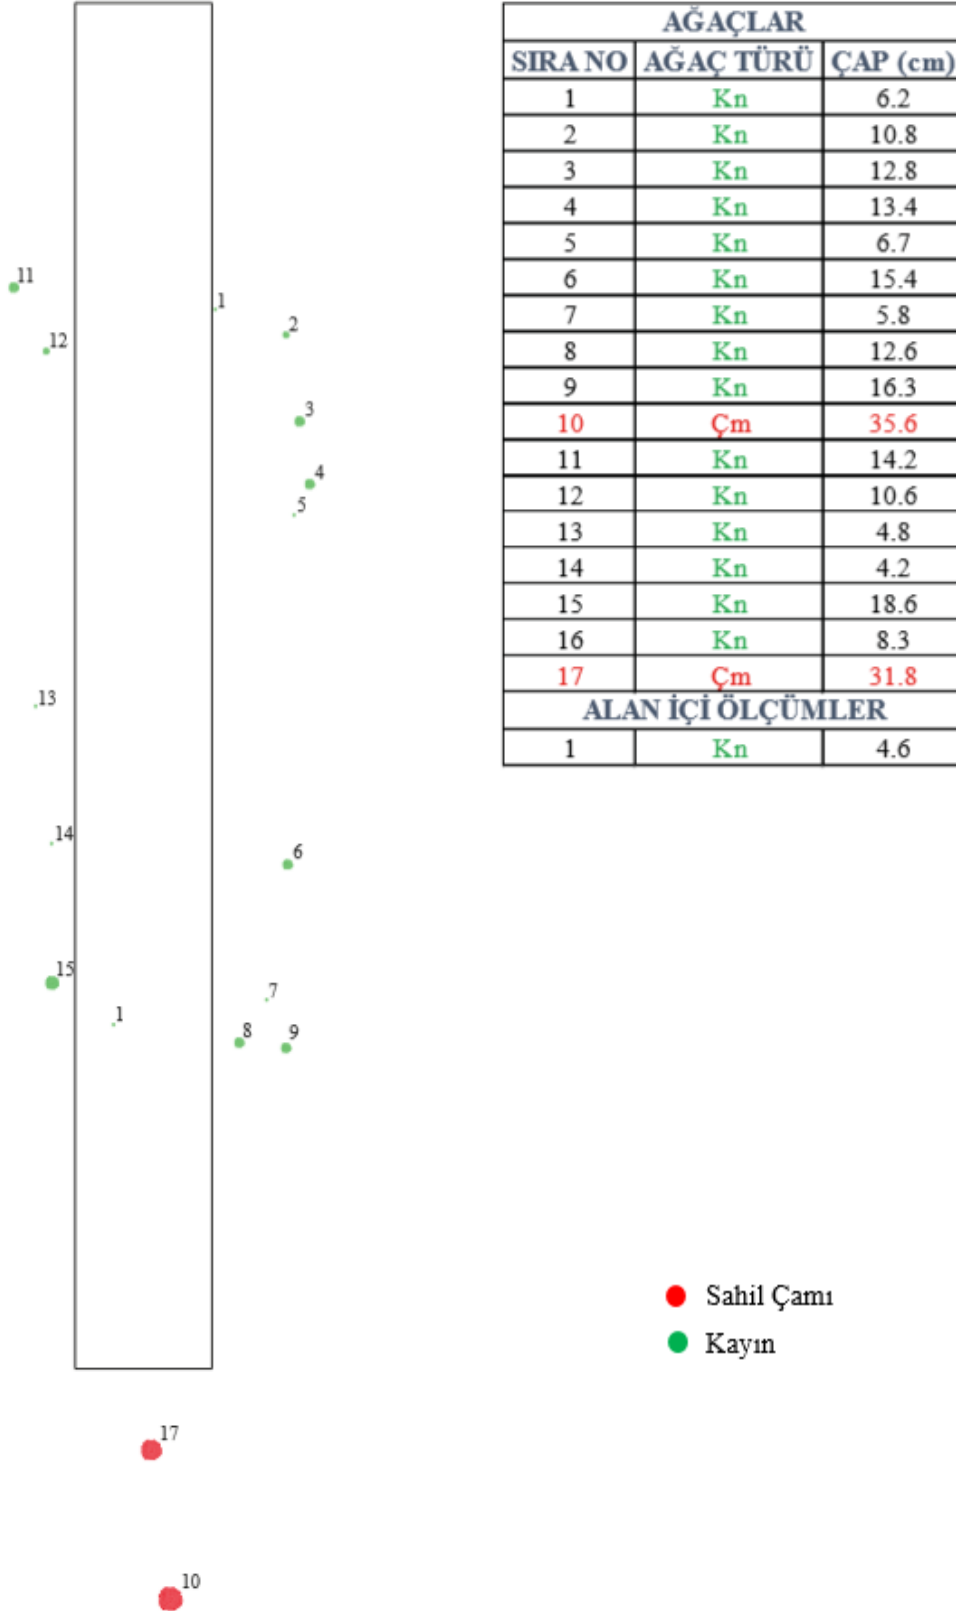 AĞAÇLAR
SIRA NO AĞAÇ TÜRÜ ÇAP (cm)
1 Kn 6.2
2 Kn 10.8
3 Kn 12.8
4 Kn 13.4
5 Kn 6.7
6 Kn 15.4
7 Kn 5.8
8 Kn 12.6
9 Kn 16.3
10 Çm 35.6
11 Kn 14.2
12 Kn 10.6
13 Kn 4.8
14 Kn 4.2
15 Kn 18.6
16 Kn 8.3
17 Çm 31.8
ALAN İÇİ ÖLÇÜMLER
1 Kn 4.6
11
1
2
12
3
4
5
13
14
6
15
7
1
8
9
Sahil Çamı
Kayın
17
10